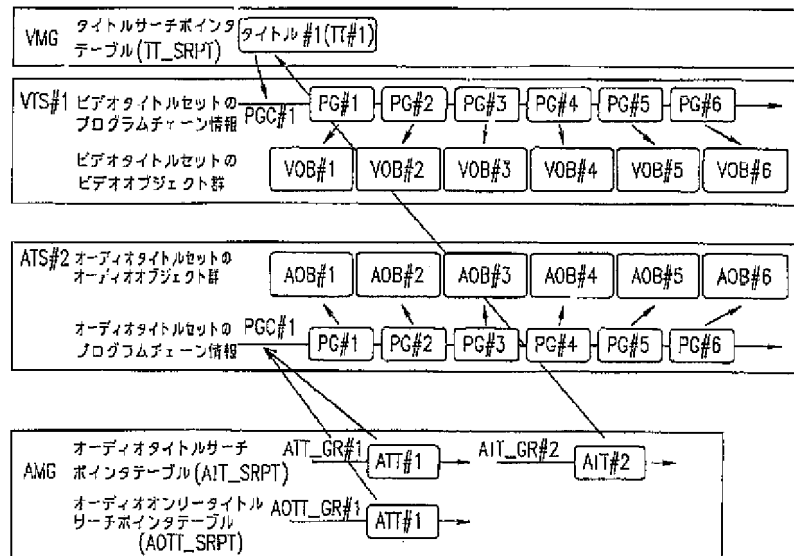 VMG
タイトルサーチポインタ
テーブル(TT_SRPT)
タイトル #1(TT#1)
VTS#1
ビデオタイトルセットの
プログラムチェーン情報
PGC#1
PG#1 PG#2 PG#3 PG#4 PG#5 PG#6
ビデオタイトルセットの
ビデオオブジェクト群
VOB#1 VOB#2 VOB#3 VOB#4 VOB#5 VOB#6
ATS#2
オーディオタイトルセットの
オーディオオブジェクト群
AOB#1 AOB#2 AOB#3 AOB#4 AOB#5 AOB#6
オーディオタイトルセットの
プログラムチェーン情報
PGC#1
PG#1 PG#2 PG#3 PG#4 PG#5 PG#6
AMG
オーディオタイトルサーチ
ポインタテーブル(AIT_SRPT)
ATT_GR#1
ATT#1
AIT_GR#2
AIT#2
オーディオオンリータイトル
サーチポインタテーブル
(AOTT_SRPT)
AOTT_GR#1
ATT#1